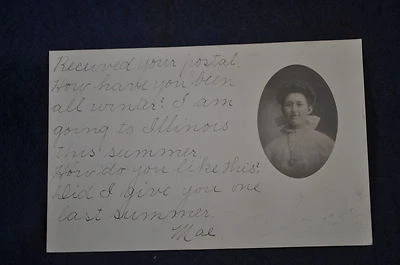 Received your postal.
How have you been
all winter? I am
going to Illinois
this summer
How do you like this?
Did I give you one
last summer.
Mae